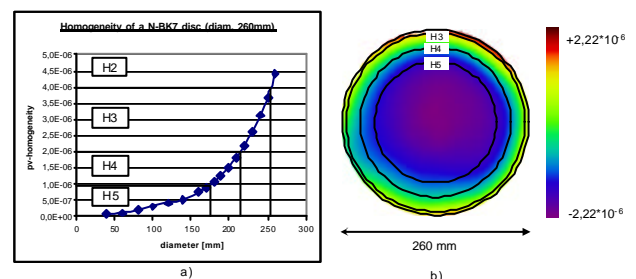 Homogeneity of a N-BK7 disc (diam. 260mm)
pv-homogeneity
5,0E-06
4,5E-06
4,0E-06
3,5E-06
3,0E-06
2,5E-06
2,0E-06
1,5E-06
1,0E-06
5,0E-07
0,0E+00
H2
H3
H4
H5
0 50 100 150 200 250 300
diameter [mm]
a)
H3
H4
H5
+2,22*10-6
-2,22*10-6
260 mm
b)